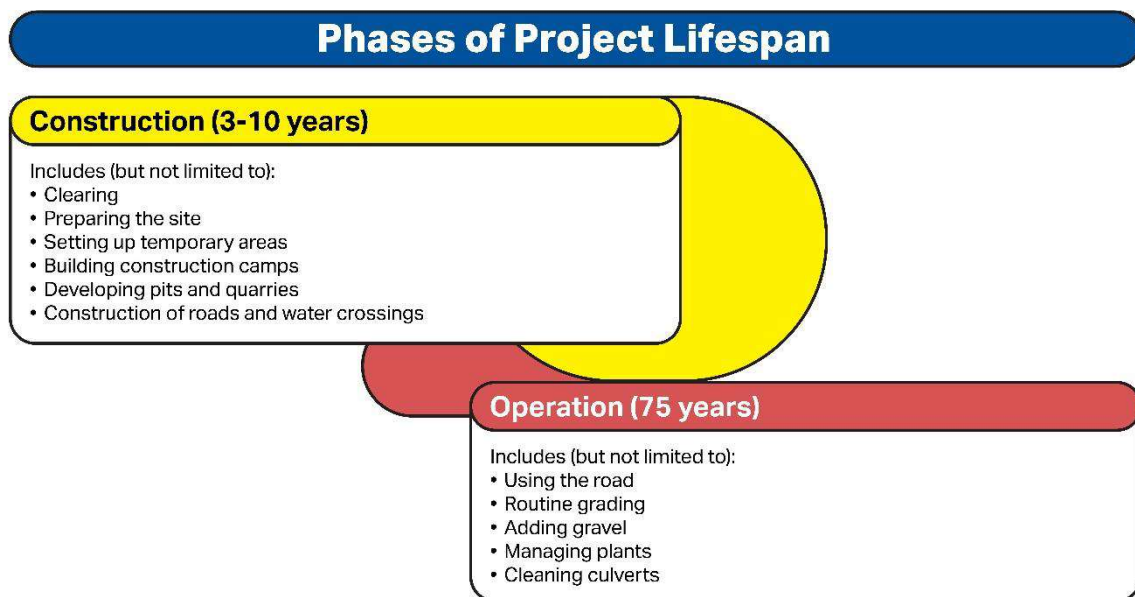 Phases of Project Lifespan
Construction (3-10 years)
Includes (but not limited to):
• Clearing
• Preparing the site
• Setting up temporary areas
• Building construction camps
• Developing pits and quarries
• Construction of roads and water crossings
Operation (75 years)
Includes (but not limited to):
• Using the road
• Routine grading
• Adding gravel
• Managing plants
• Cleaning culverts